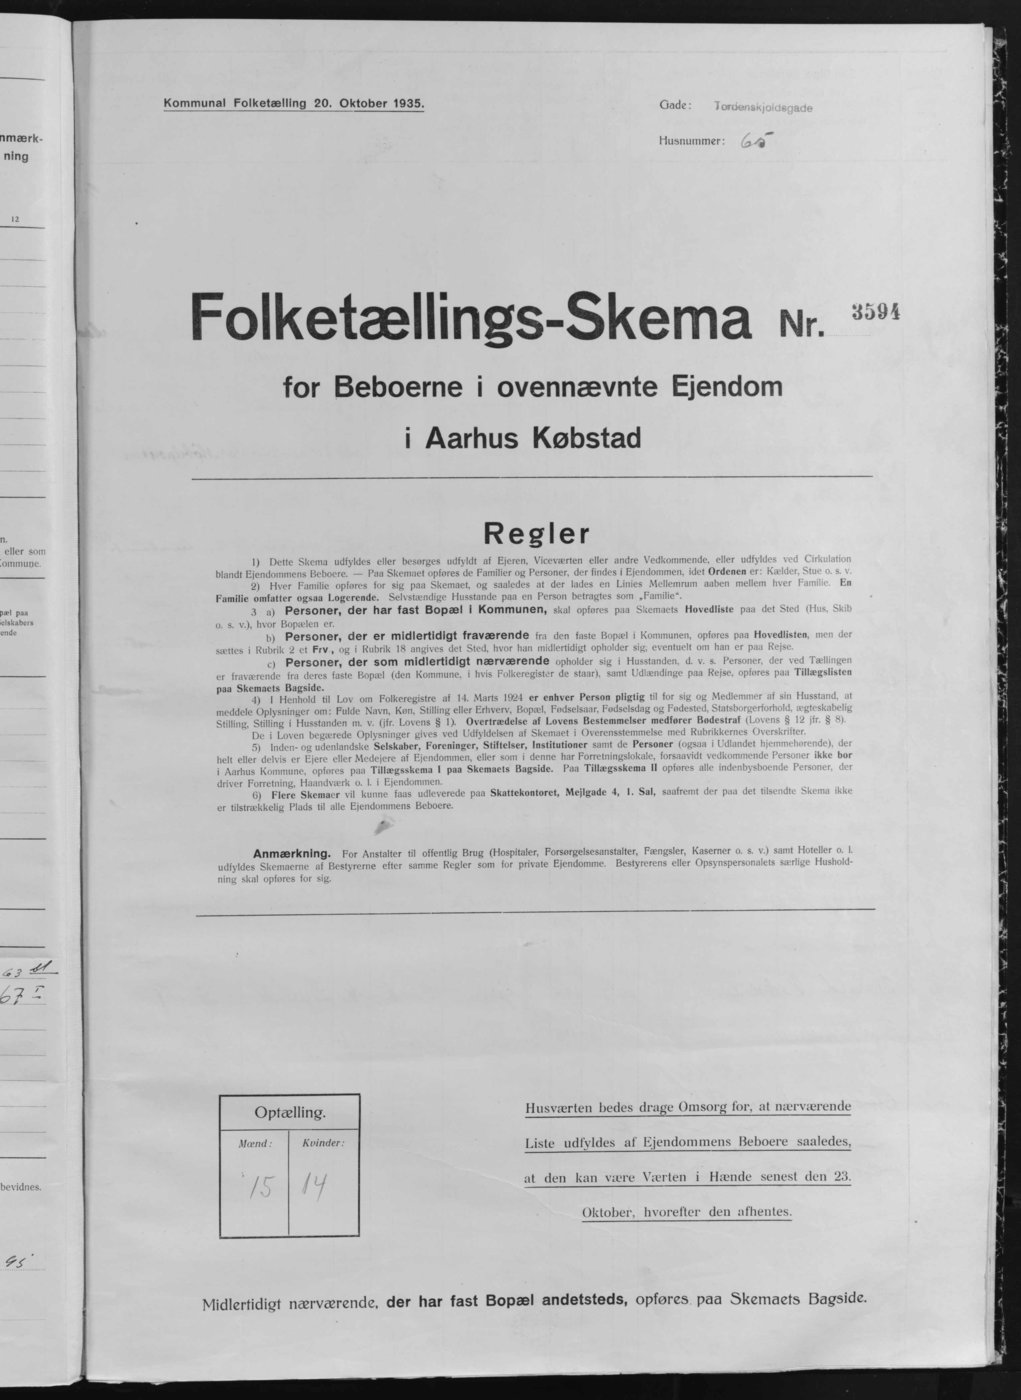 nmærk-
ning
12
n.
eller som
Kommune.
pæl paa
Selskabers
ende
63 st
67 I
bevidnes.
95
Kommunal Folketælling 20. Oktober 1935.
Gade: Tordenskjoldsgade
Husnummer: 65
Folketællings-Skema Nr. 3594
for Beboerne i ovennævnte Ejendom
i Aarhus Købstad
Regler
1) Dette Skema udfyldes eller besørges udfyldt af Ejeren, Viceværten eller andre Vedkommende, eller udfyldes ved Cirkulation
blandt Ejendommens Beboere. — Paa Skemaet opføres de Familier og Personer, der findes i Ejendommen, idet Ordenen er: Kælder, Stue o. s. v.
2) Hver Familie opføres for sig paa Skemaet, og saaledes at der lades en Linies Mellemrum aaben mellem hver Familie. En
Familie omfatter ogsaa Logerende. Selvstændige Husstande paa en Person betragtes som „Familie“.
3 a) Personer, der har fast Bopæl i Kommunen, skal opføres paa Skemaets Hovedliste paa det Sted (Hus, Skib
o. s. v.), hvor Bopælen er.
b) Personer, der er midlertidigt fraværende fra den faste Bopæl i Kommunen, opføres paa Hovedlisten, men der
sættes i Rubrik 2 et Frv., og i Rubrik 18 angives det Sted, hvor han midlertidigt opholder sig, eventuelt om han er paa Rejse.
c) Personer, der som midlertidigt nærværende opholder sig i Husstanden, d. v. s. Personer, der ved Tællingen
er fraværende fra deres faste Bopæl (den Kommune, i hvis Folkeregister de staar), samt Udlændinge paa Rejse, opføres paa Tillægslisten
paa Skemaets Bagside.
4) I Henhold til Lov om Folkeregistre af 14. Marts 1924 er enhver Person pligtig til for sig og Medlemmer af sin Husstand, at
meddele Oplysninger om: Fulde Navn, Køn, Stilling eller Erhverv, Bopæl, Fødselsaar, Fødselsdag og Fødested, Statsborgerforhold, ægteskabelig
Stilling, Stilling i Husstanden m. v. (jfr. Lovens § 1). Overtrædelse af Lovens Bestemmelser medfører Bødestraf (Lovens § 12 jfr. § 8).
De i Loven begærede Oplysninger gives ved Udfyldelsen af Skemaet i Overensstemmelse med Rubrikkernes Overskrifter.
5) Inden- og udenlandske Selskaber, Foreninger, Stiftelser, Institutioner samt de Personer (ogsaa i Udlandet hjemmehørende), der
helt eller delvis er Ejere eller Medejere af Ejendommen, eller som i denne har Forretningslokale, forsaavidt vedkommende Personer ikke bor
i Aarhus Kommune, opføres paa Tillægsskema I paa Skemaets Bagside. Paa Tillægsskema II opføres alle indenbysboende Personer, der
driver Forretning, Haandværk o. l. i Ejendommen.
6) Flere Skemaer vil kunne faas udleverede paa Skattekontoret, Mejlgade 4, 1. Sal, saafremt der paa det tilsendte Skema ikke
er tilstrækkelig Plads til alle Ejendommens Beboere.
Anmærkning. For Anstalter til offentlig Brug (Hospitaler, Forsørgelsesanstalter, Fængsler, Kaserner o. s. v.) samt Hoteller o. l.
udfyldes Skemaerne af Bestyrerne efter samme Regler som for private Ejendomme. Bestyrerens eller Opsynspersonalets særlige Hushold-
ning skal opføres for sig.
Optælling.
Mænd: Kvinder:
15 14
Husværten bedes drage Omsorg for, at nærværende
Liste udfyldes af Ejendommens Beboere saaledes,
at den kan være Værten i Hænde senest den 23.
Oktober, hvorefter den afhentes.
Midlertidigt nærværende, der har fast Bopæl andetsteds, opføres paa Skemaets Bagside.